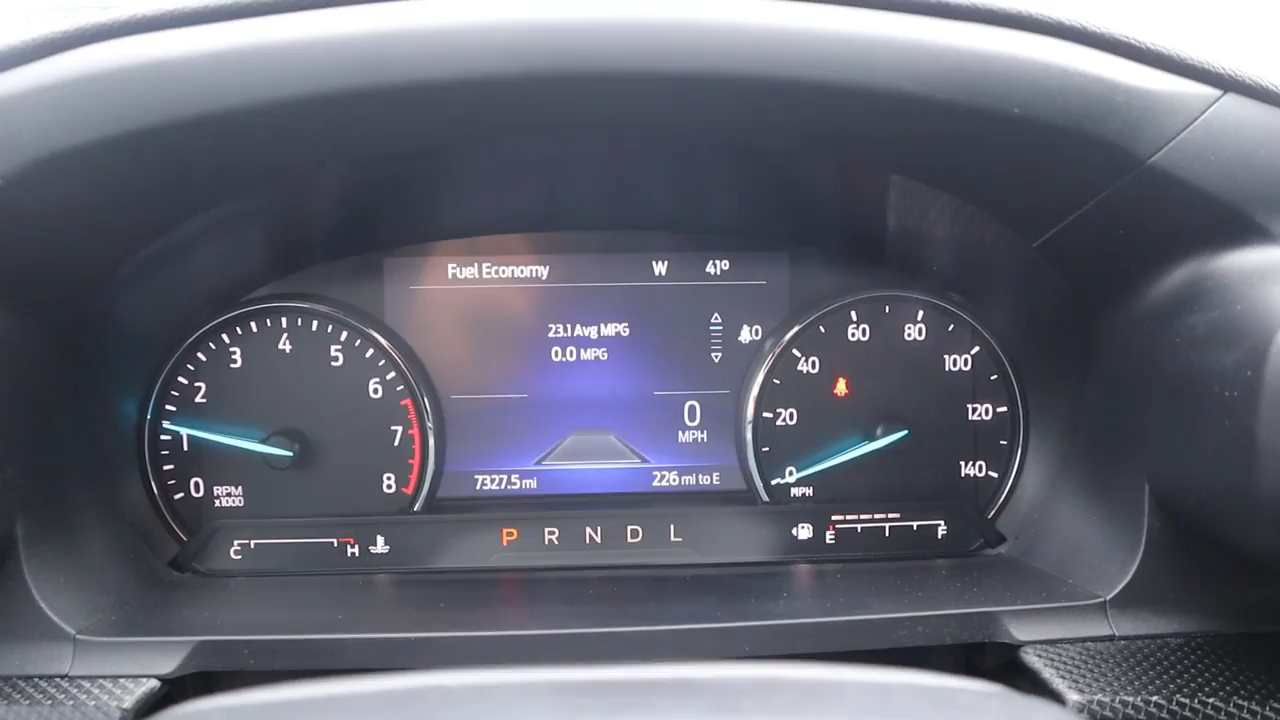 Fuel Economy W 41º
23.1 Avg MPG
0.0 MPG
0
MPH
7327.5 mi 226 mi to E
0 1 2 3 4 5 6 7 8
RPM
x1000
0 20 40 60 80 100 120 140
MPH
C H
P R N D L
E F